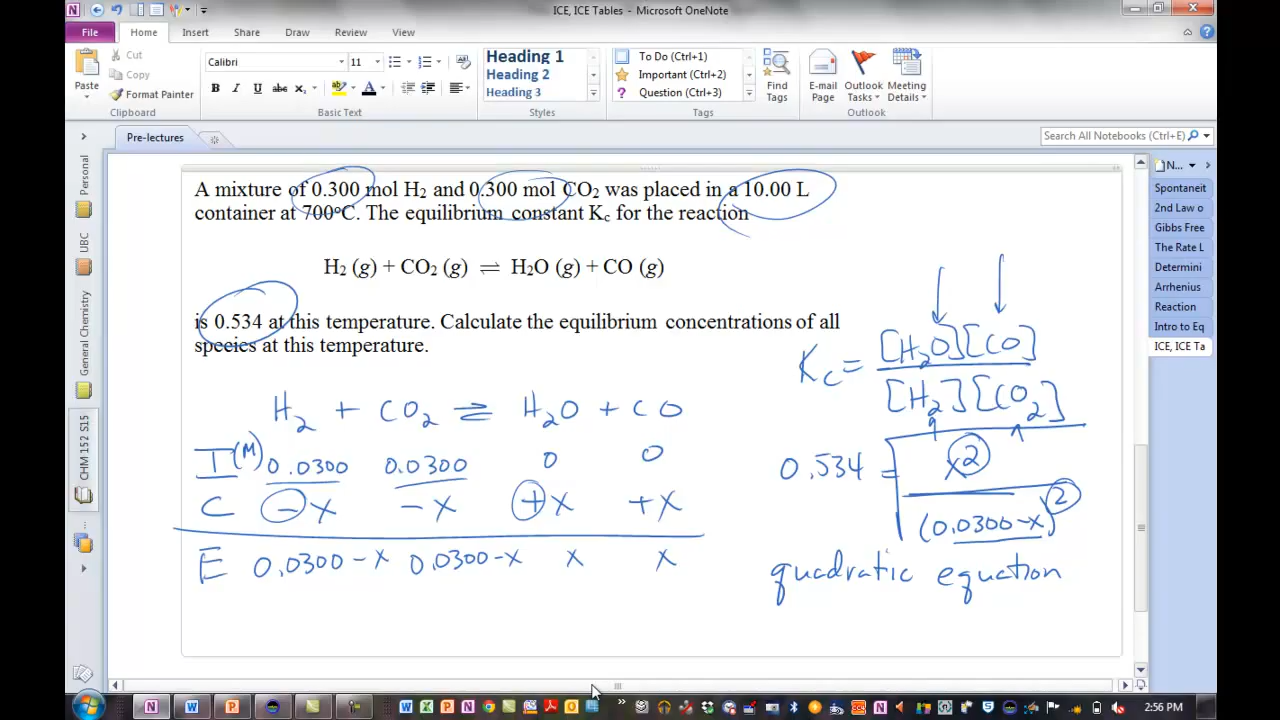 ICE, ICE Tables - Microsoft OneNote
File Home Insert Share Draw Review View
Paste
Cut
Copy
Format Painter
Clipboard
Calibri 11
B I U abc x₂ A
Basic Text
Heading 1
Heading 2
Heading 3
Styles
To Do (Ctrl+1)
Important (Ctrl+2)
Question (Ctrl+3)
Tags
Find
Tags
E-mail
Page
Outlook
Tasks
Meeting
Details
Outlook
Pre-lectures
Search All Notebooks (Ctrl+E)
Personal
UBC
General Chemistry
CHM 152 S15
A mixture of 0.300 mol H₂ and 0.300 mol CO₂ was placed in a 10.00 L
container at 700°C. The equilibrium constant Kc for the reaction
H₂ (g) + CO₂ (g) ⇌ H₂O (g) + CO (g)
is 0.534 at this temperature. Calculate the equilibrium concentrations of all
species at this temperature.
H₂ + CO₂ ⇌ H₂O + CO
I (M) 0.0300 0.0300 0 0
C -x -x +x +x
E 0.0300-x 0.0300-x x x
Kc = [H₂O][CO]
[H₂][CO₂]
0.534 = x²
(0.0300-x)²
quadratic equation
N...
Spontaneit
2nd Law o
Gibbs Free
The Rate L
Determini
Arrhenius
Reaction
Intro to Eq
ICE, ICE Ta
2:56 PM